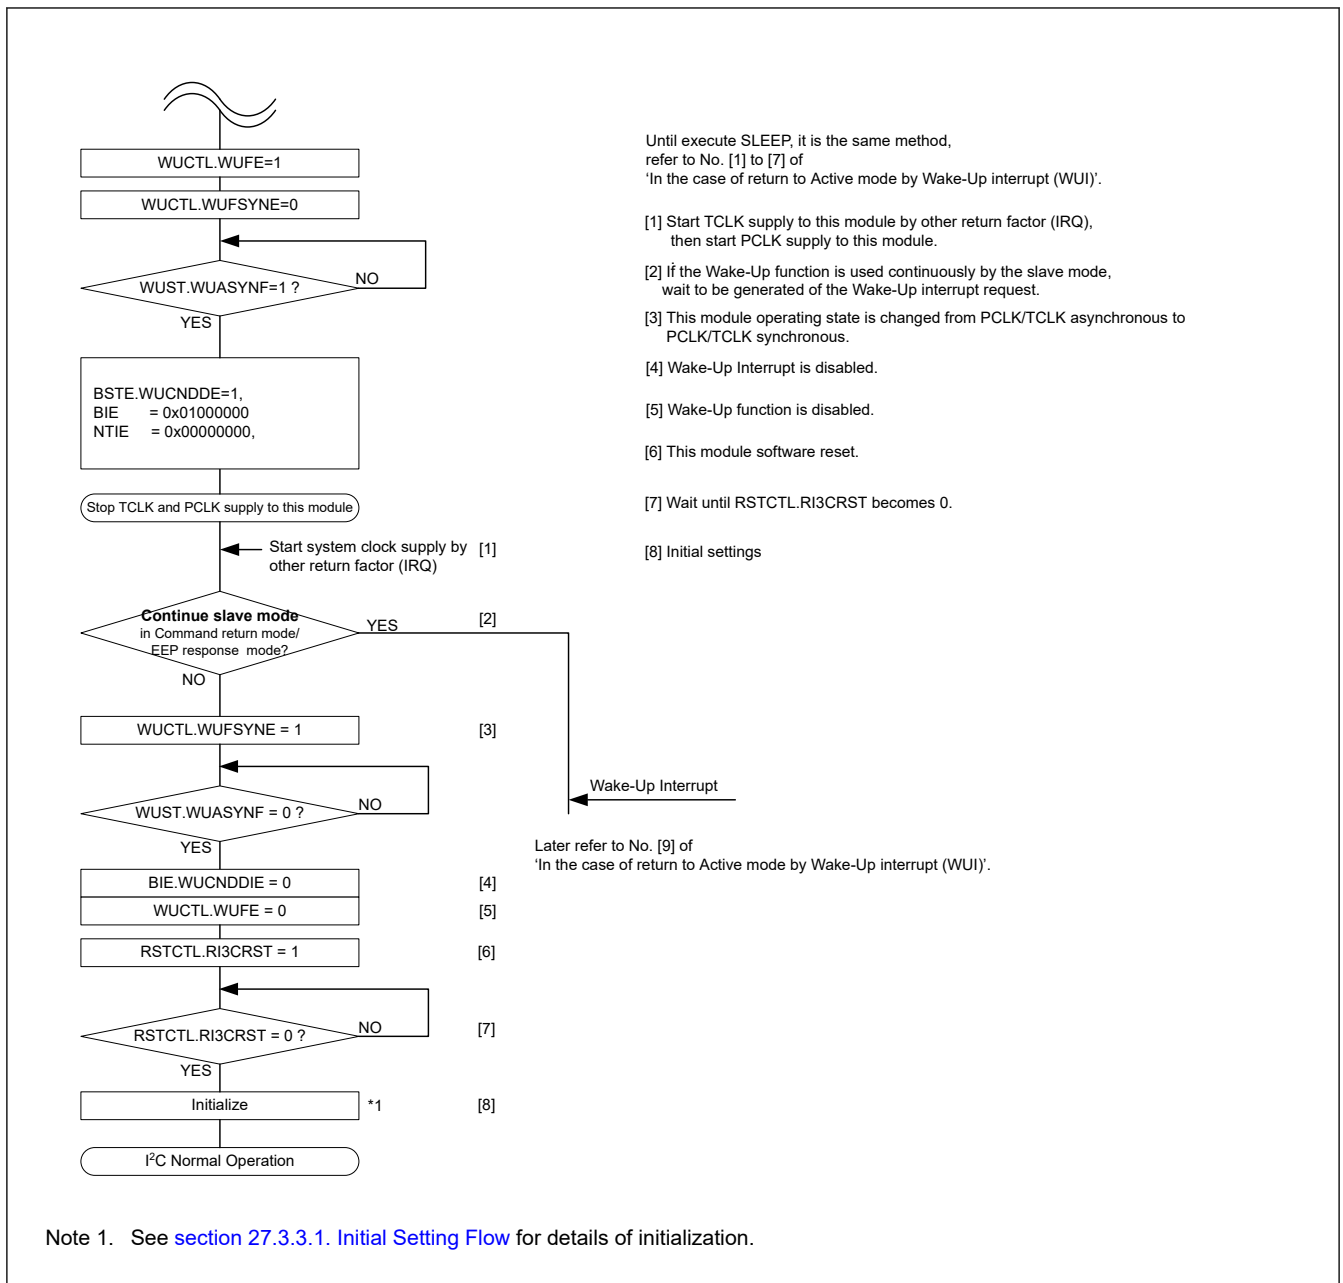 WUCTL.WUFE=1
WUCTL.WUFSYNE=0
WUST.WUASYNF=1 ?
NO
YES
BSTE.WUCNDDE=1,
BIE = 0x01000000
NTIE = 0x00000000,
Stop TCLK and PCLK supply to this module
Start system clock supply by [1]
other return factor (IRQ)
Continue slave mode
in Command return mode/
EEP response mode?
YES
[2]
NO
WUCTL.WUFSYNE = 1
[3]
WUST.WUASYNF = 0 ?
NO
YES
Wake-Up Interrupt
Later refer to No. [9] of
‘In the case of return to Active mode by Wake-Up interrupt (WUI)’.
BIE.WUCNDDIE = 0
[4]
WUCTL.WUFE = 0
[5]
RSTCTL.RI3CRST = 1
[6]
RSTCTL.RI3CRST = 0 ?
NO
[7]
YES
Initialize
*1
[8]
I²C Normal Operation
Until execute SLEEP, it is the same method,
refer to No. [1] to [7] of
‘In the case of return to Active mode by Wake-Up interrupt (WUI)’.
[1] Start TCLK supply to this module by other return factor (IRQ),
then start PCLK supply to this module.
[2] If the Wake-Up function is used continuously by the slave mode,
wait to be generated of the Wake-Up interrupt request.
[3] This module operating state is changed from PCLK/TCLK asynchronous to
PCLK/TCLK synchronous.
[4] Wake-Up Interrupt is disabled.
[5] Wake-Up function is disabled.
[6] This module software reset.
[7] Wait until RSTCTL.RI3CRST becomes 0.
[8] Initial settings
Note 1. See section 27.3.3.1. Initial Setting Flow for details of initialization.